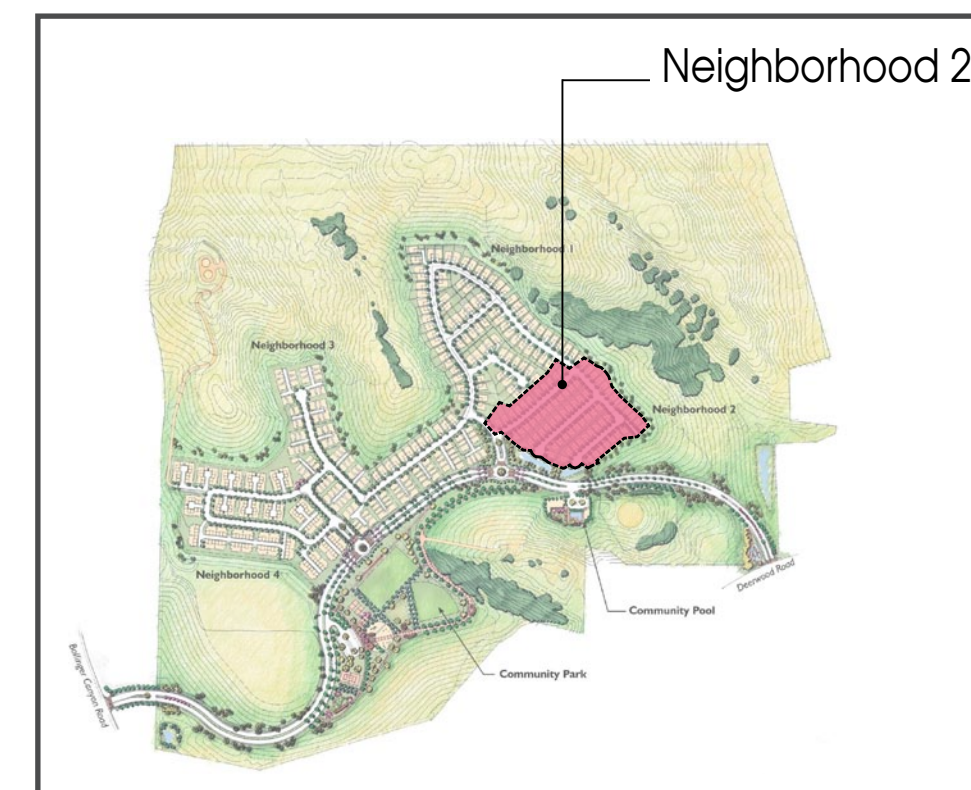 Neighborhood 2
Neighborhood 1
Neighborhood 3
Neighborhood 2
Neighborhood 4
Deerwood Road
Community Pool
Bollinger Canyon Road
Community Park